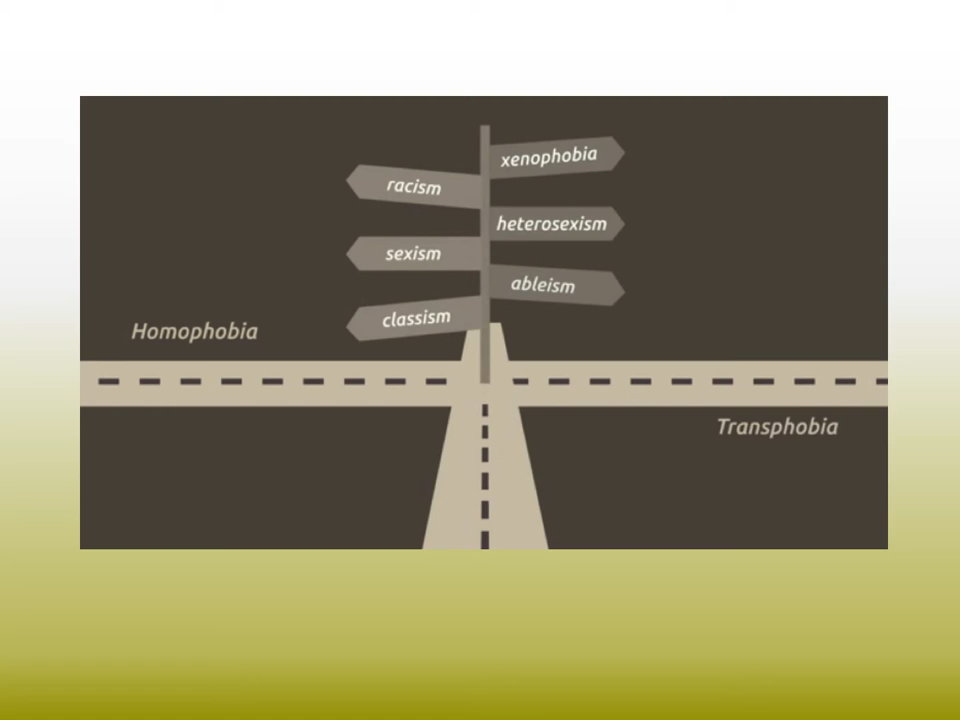 xenophobia
racism
heterosexism
sexism
ableism
classism
Homophobia
Transphobia